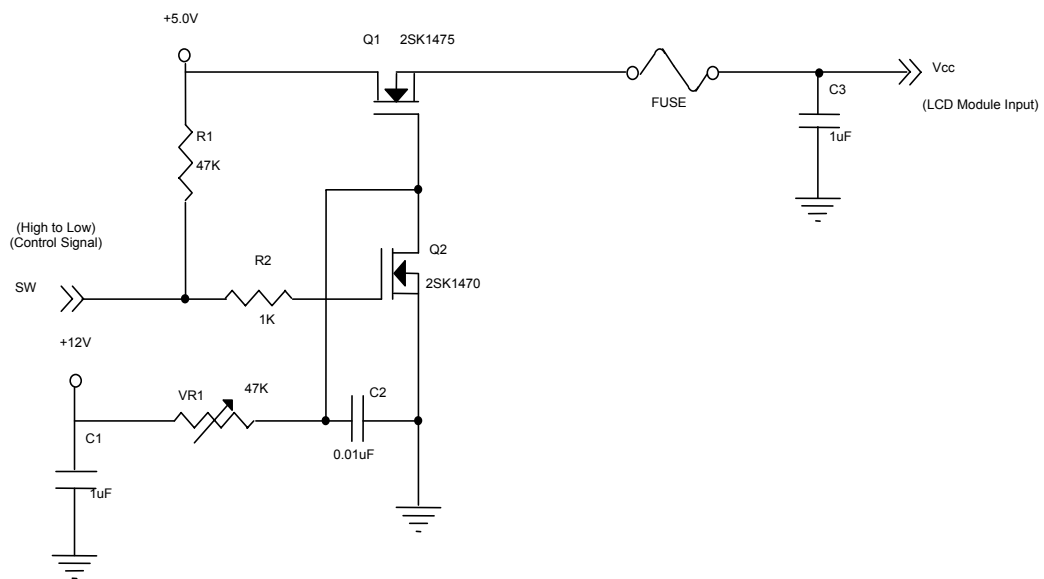 +5.0V
Q1 2SK1475
Vcc
C3
FUSE
(LCD Module Input)
R1
1uF
47K
(High to Low)
(Control Signal)
Q2
R2
2SK1470
SW
1K
+12V
VR1
47K
C2
C1
0.01uF
1uF